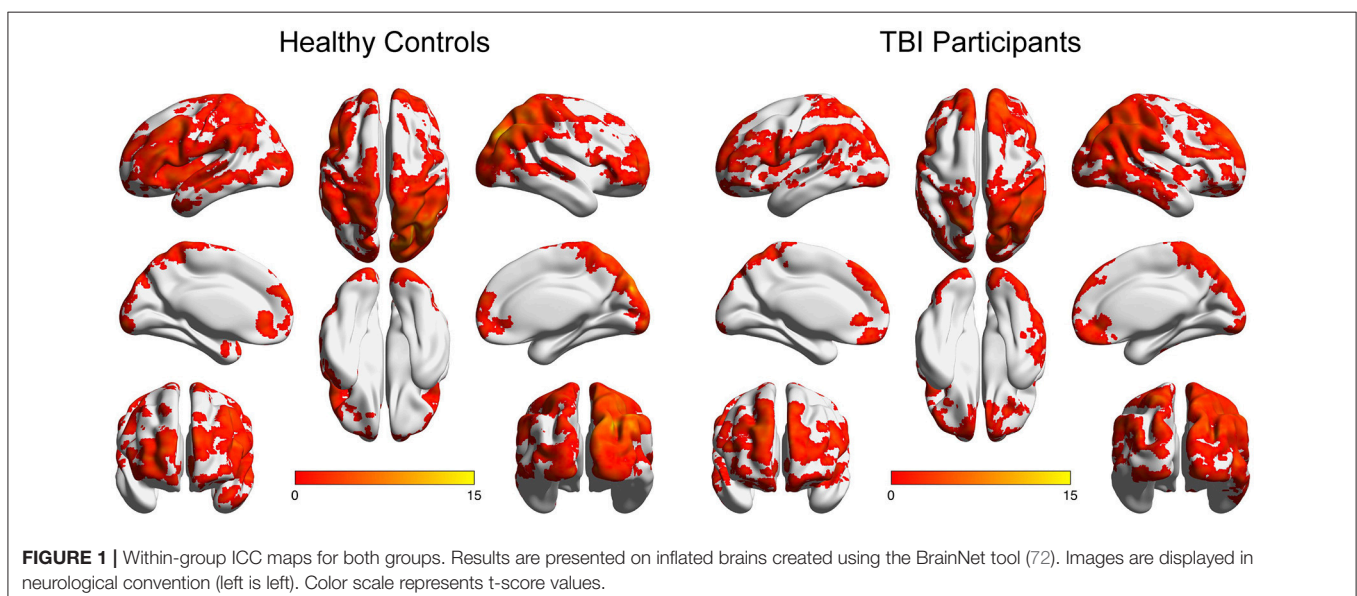 Healthy Controls
TBI Participants
0
15
0
15
FIGURE 1 | Within-group ICC maps for both groups. Results are presented on inflated brains created using the BrainNet tool (72). Images are displayed in
neurological convention (left is left). Color scale represents t-score values.